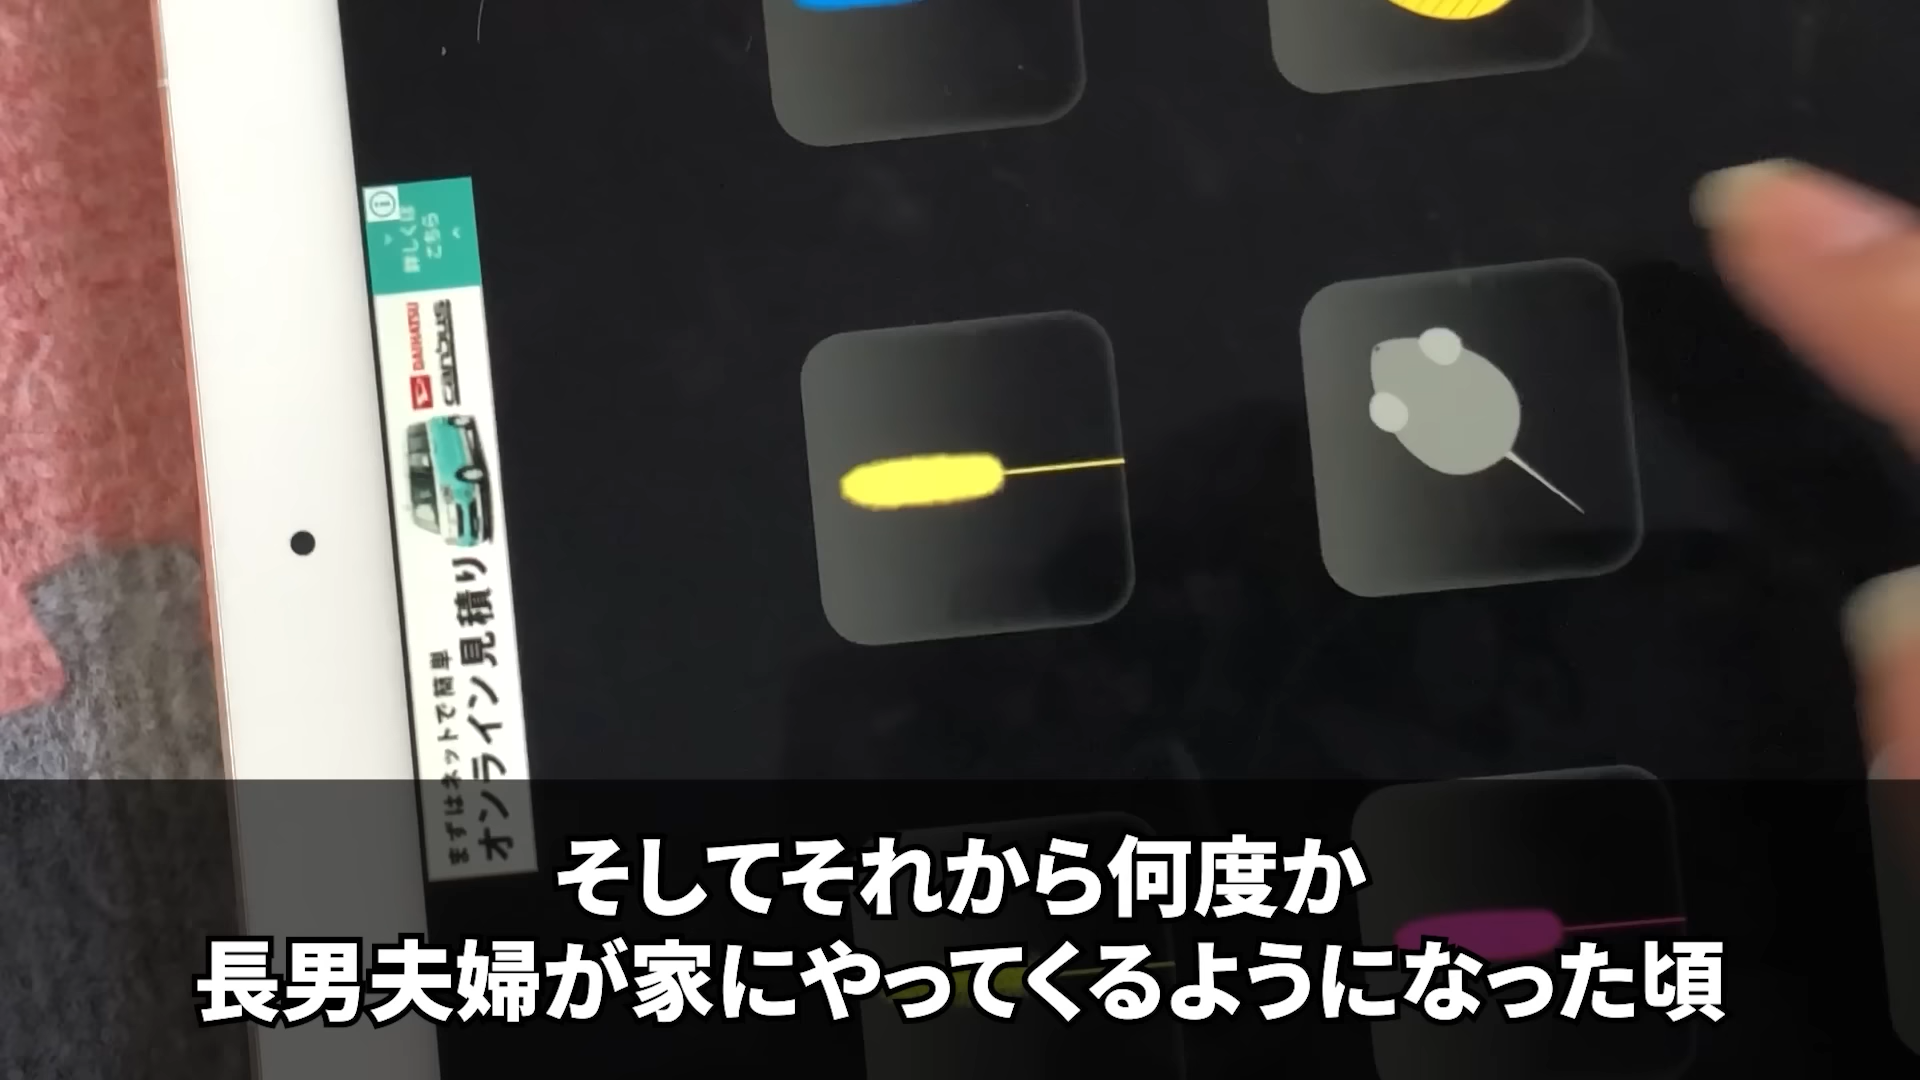 詳しくは
こちら
DAIHATSU
canbus
まずはネットで簡単
オンライン見積り
そしてそれから何度か
長男夫婦が家にやってくるようになった頃